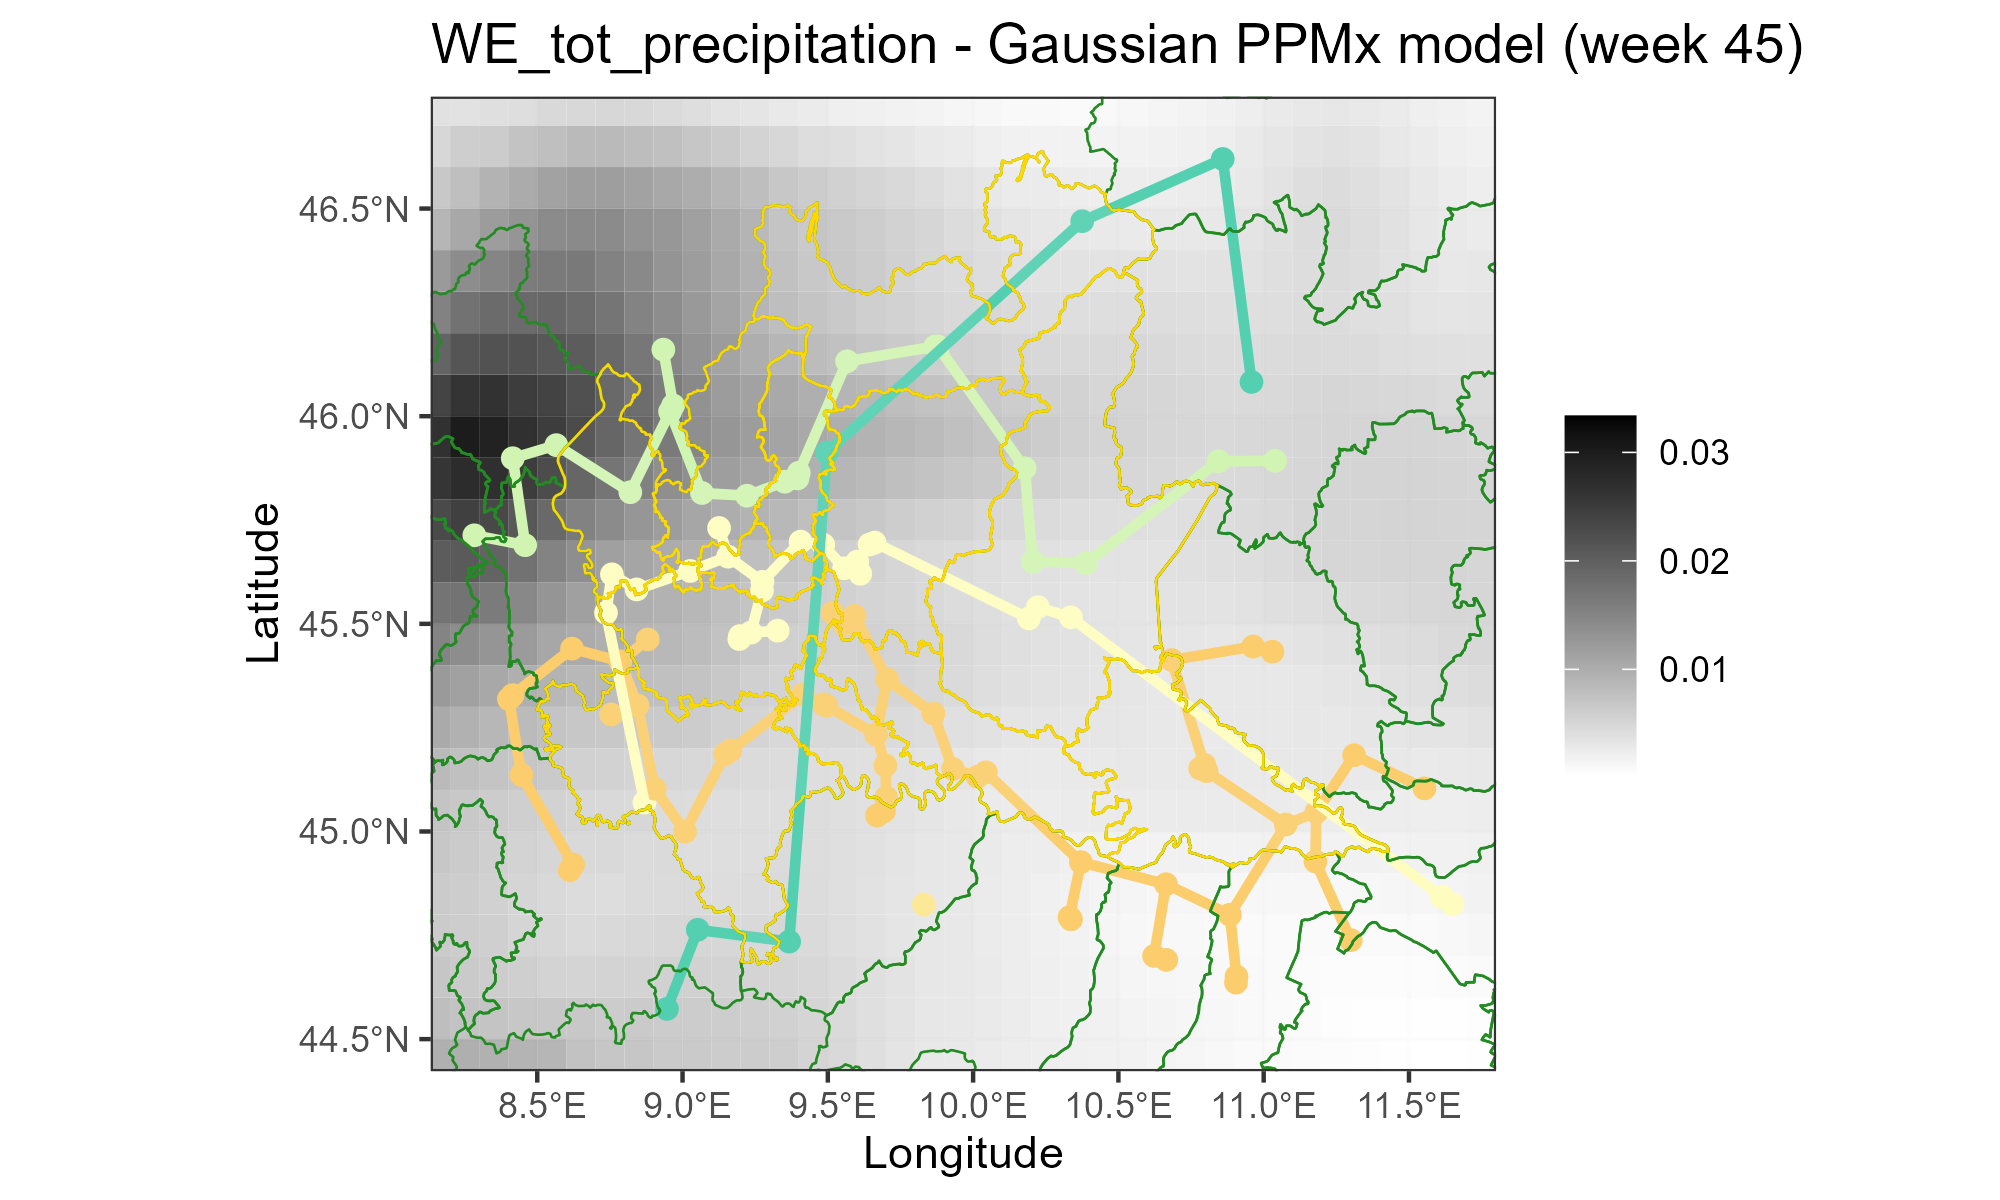 WE_tot_precipitation - Gaussian PPMx model (week 45)
46.5°N
46.0°N
45.5°N
45.0°N
44.5°N
Latitude
8.5°E 9.0°E 9.5°E 10.0°E 10.5°E 11.0°E 11.5°E
Longitude
0.03
0.02
0.01